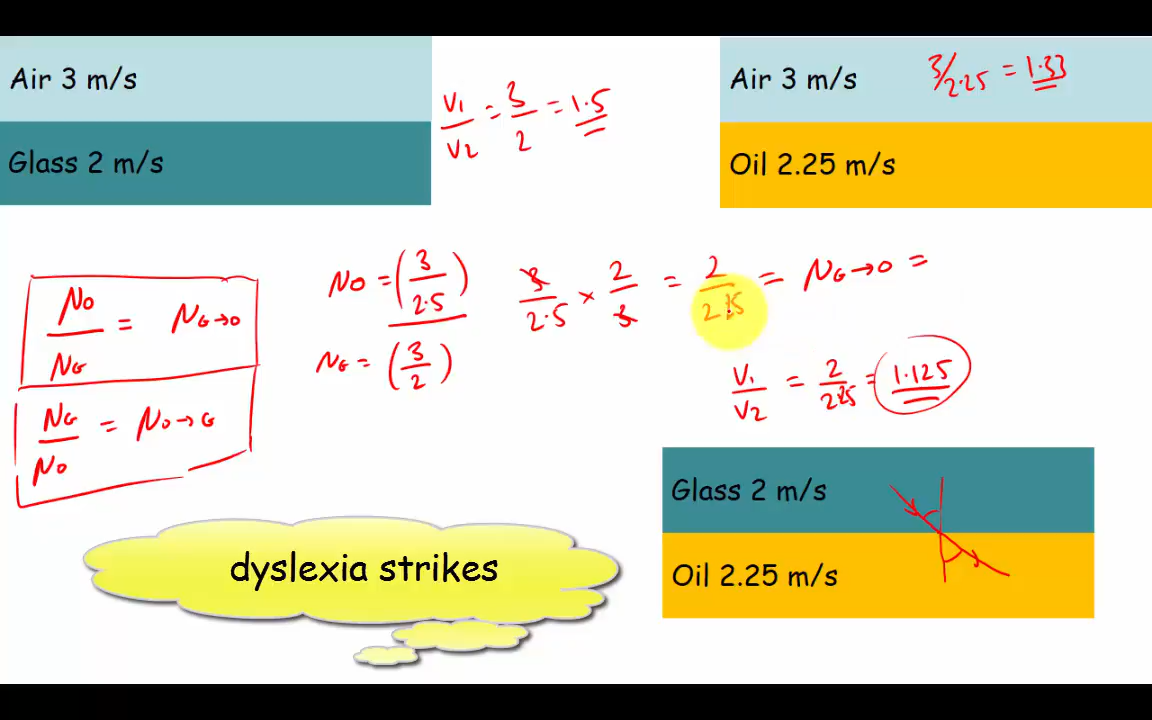 Air 3 m/s
Glass 2 m/s
V1/V2 = 3/2 = 1.5
Air 3 m/s
3/2.25 = 1.33
Oil 2.25 m/s
NO/NG = NG→O
NG/NO = NO→G
NO = (3/2.5)
NG = (3/2)
3/2.5 × 2/3 = 2/2.25 = NG→O =
V1/V2 = 2/2.25 = 1.125
Glass 2 m/s
Oil 2.25 m/s
dyslexia strikes